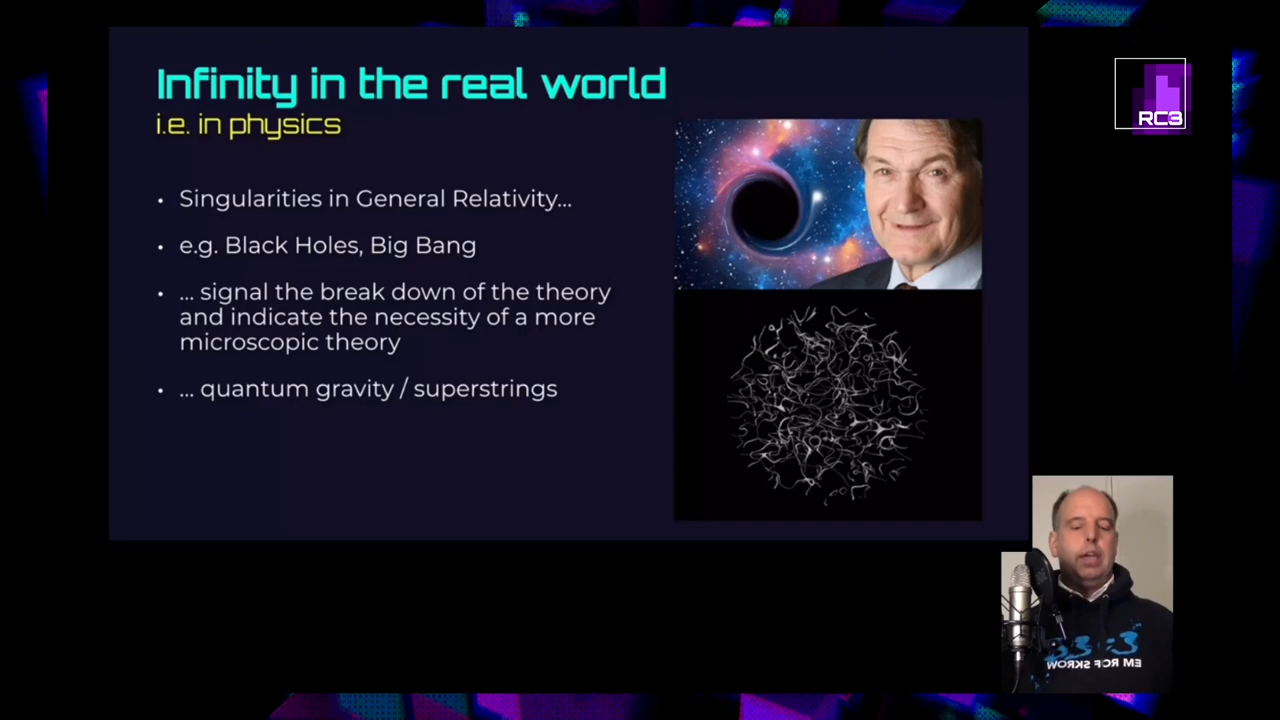 Infinity in the real world
i.e. in physics
• Singularities in General Relativity...
• e.g. Black Holes, Big Bang
• ... signal the break down of the theory
and indicate the necessity of a more
microscopic theory
• ... quantum gravity / superstrings
RC3